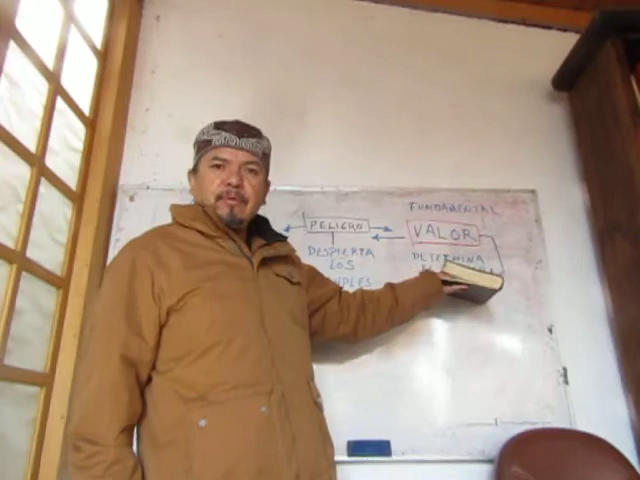 FUNDAMENTAL
PELIGRO
VALOR
DESPIERTA
LOS
DETERMINA